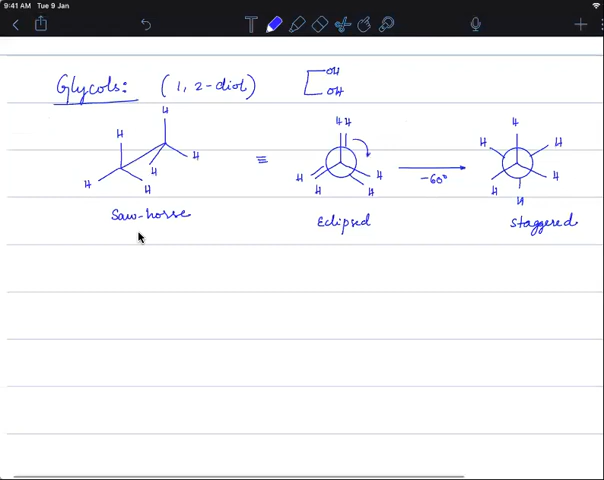 9:41 AM Tue 9 Jan
Glycols: (1, 2-diol) OH
OH
H H H H H H
H H H H
H H H H H H
H H H H
-60°
≡
H
Saw-horse Eclipsed Staggered